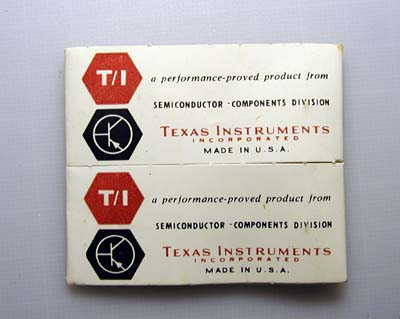 T/I
a performance-proved product from
SEMICONDUCTOR-COMPONENTS DIVISION
TEXAS INSTRUMENTS
INCORPORATED
MADE IN U.S.A.
T/I
a performance-proved product from
SEMICONDUCTOR-COMPONENTS DIVISION
TEXAS INSTRUMENTS
INCORPORATED
MADE IN U.S.A.